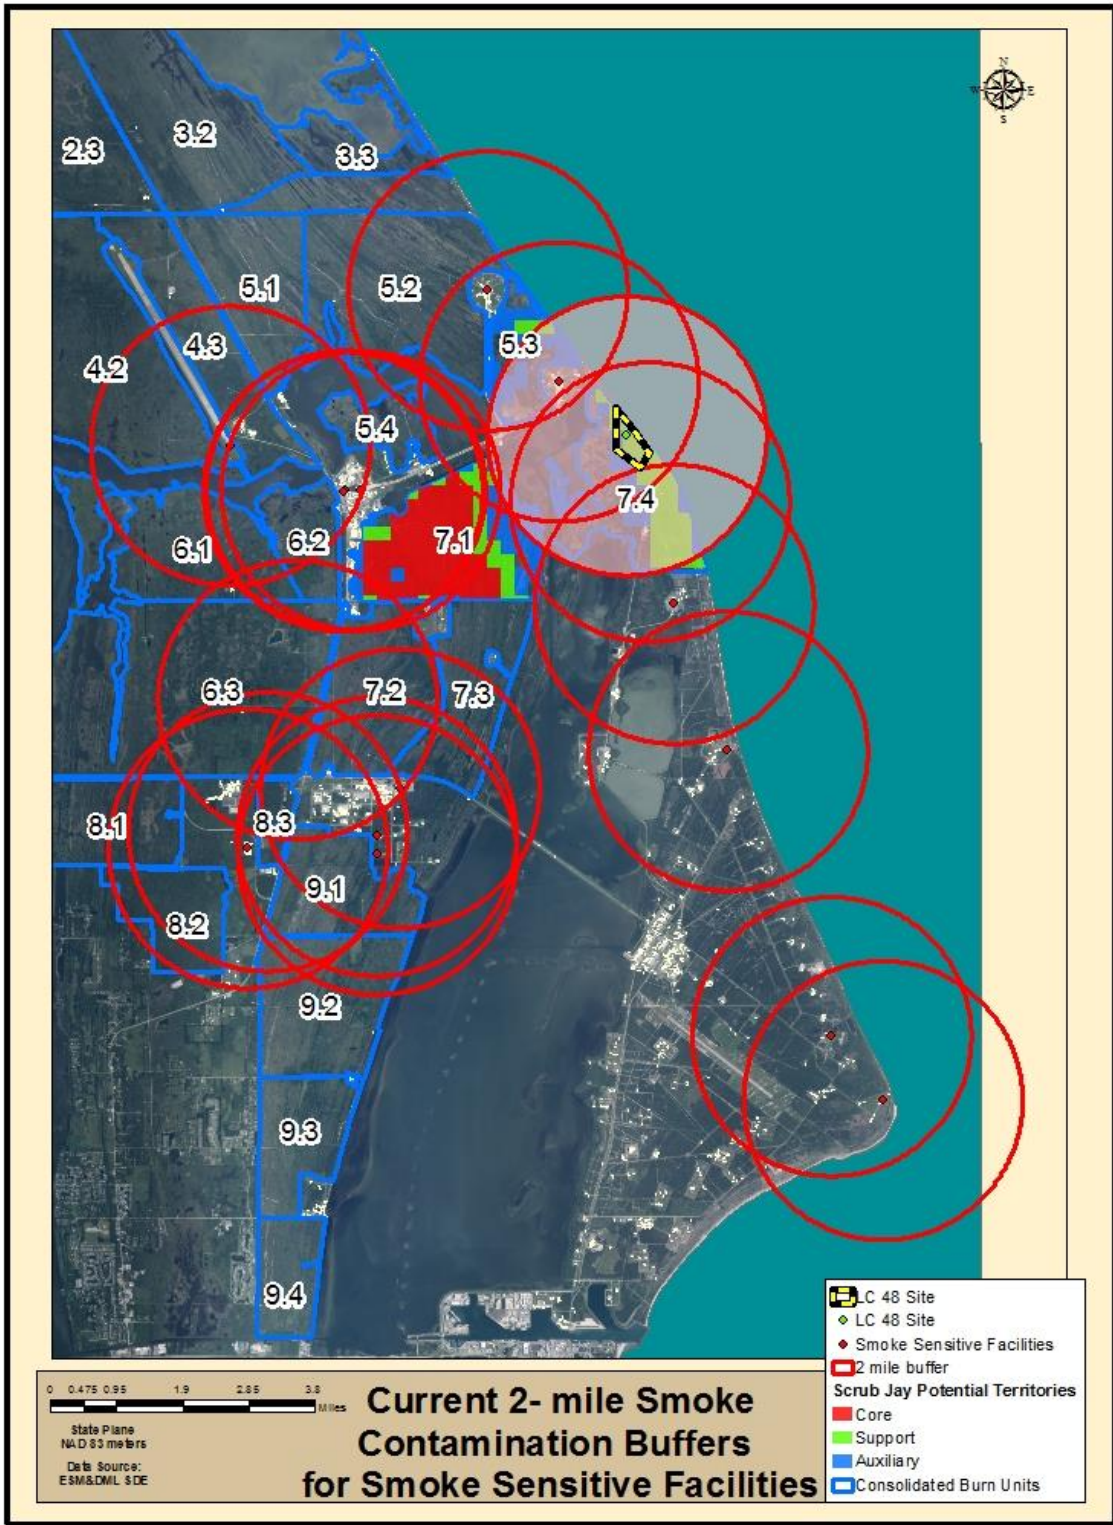 N
W E
S
2.3
3.2
3.3
5.1
5.2
4.3
5.3
4.2
5.4
7.4
6.1
6.2
7.1
6.3
7.2
7.3
8.1
8.3
9.1
8.2
9.2
9.3
9.4
LC 48 Site
LC 48 Site
Smoke Sensitive Facilities
2 mile buffer
Scrub Jay Potential Territories
Core
Support
Auxiliary
Consolidated Burn Units
0 0.475 0.95 1.9 2.85 3.8
Miles
State Plane
NAD 83 meters
Data Source:
ESM&DML SDE
Current 2- mile Smoke
Contamination Buffers
for Smoke Sensitive Facilities